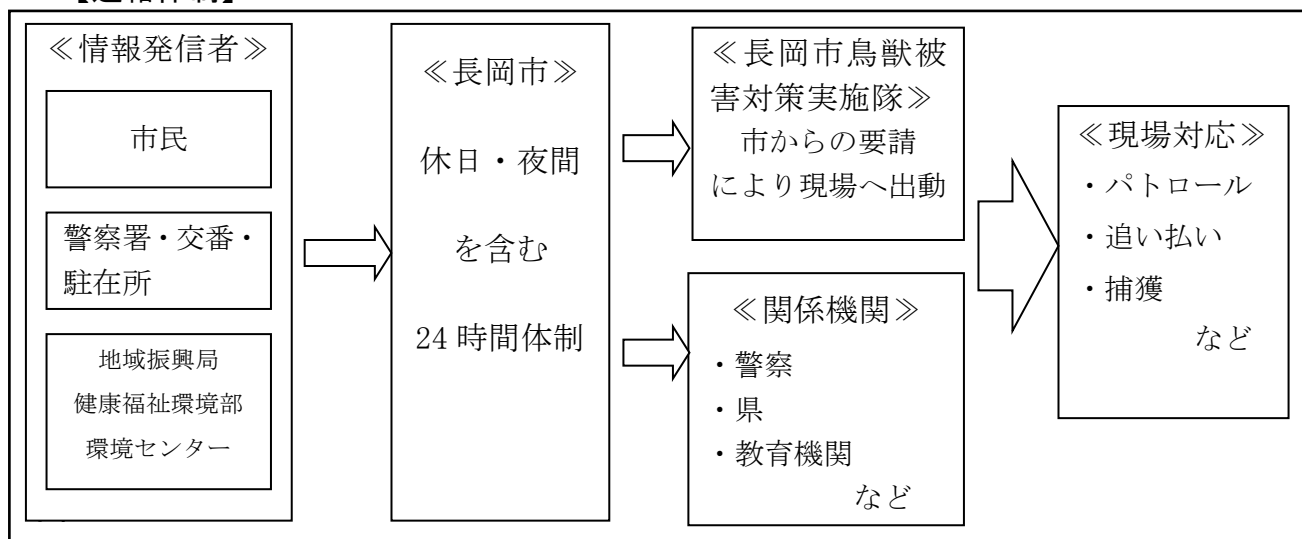 ≪情報発信者≫
市民
警察署・交番・
駐在所
地域振興局
健康福祉環境部
環境センター
≪長岡市≫
休日・夜間
を含む
24時間体制
≪長岡市鳥獣被
害対策実施隊≫
市からの要請
により現場へ出動
≪関係機関≫
・警察
・県
・教育機関
など
≪現場対応≫
・パトロール
・追い払い
・捕獲
など